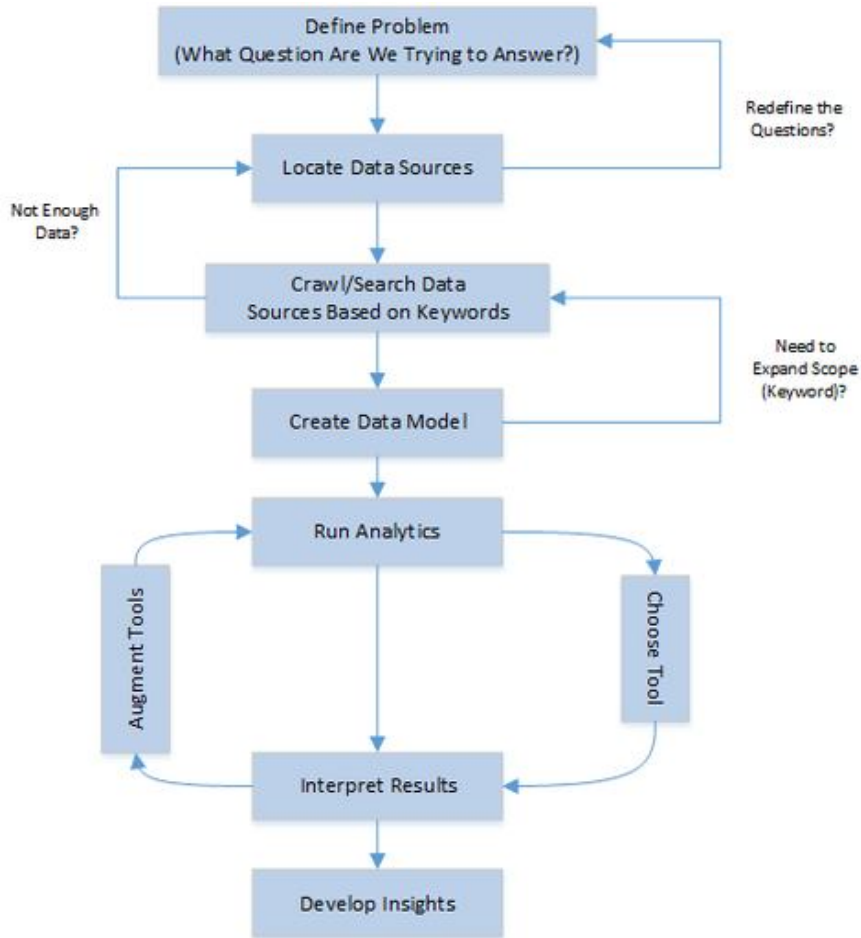 Define Problem
(What Question Are We Trying to Answer?)
Redefine the
Questions?
Locate Data Sources
Not Enough
Data?
Crawl/Search Data
Sources Based on Keywords
Need to
Expand Scope
(Keyword)?
Create Data Model
Run Analytics
Augment Tools
Choose Tool
Interpret Results
Develop Insights